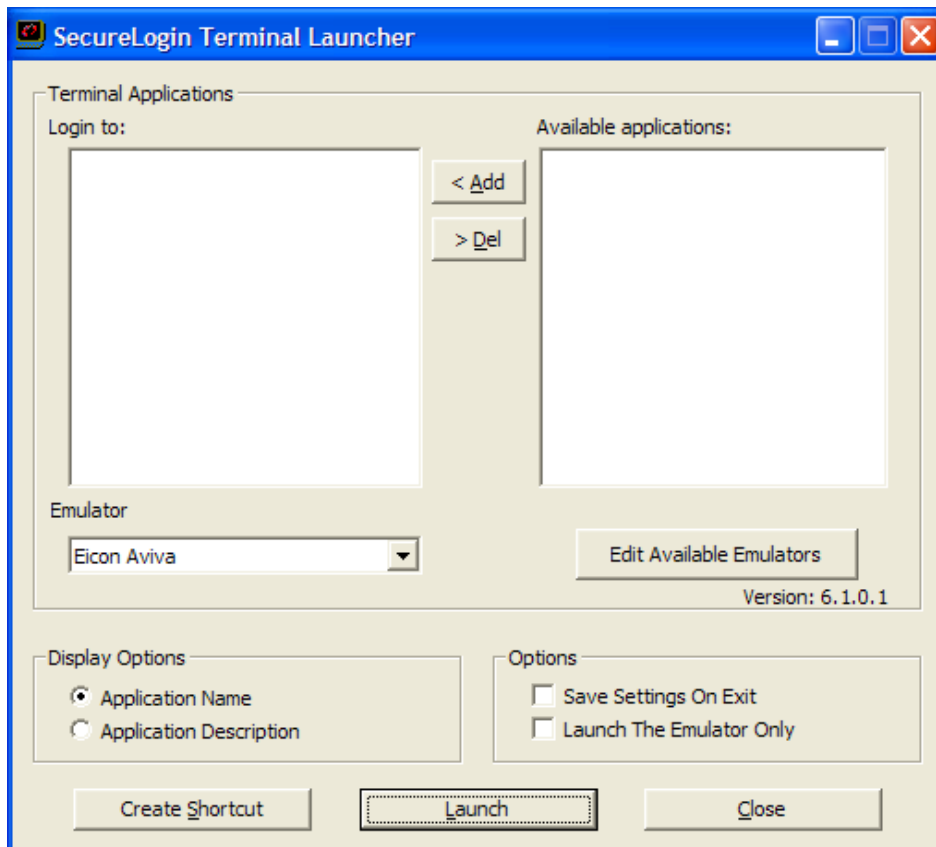 SecureLogin Terminal Launcher
Terminal Applications
Login to:
Available applications:
< Add
> Del
Emulator
Eicon Aviva
Edit Available Emulators
Version: 6.1.0.1
Display Options
Application Name
Application Description
Options
Save Settings On Exit
Launch The Emulator Only
Create Shortcut
Launch
Close